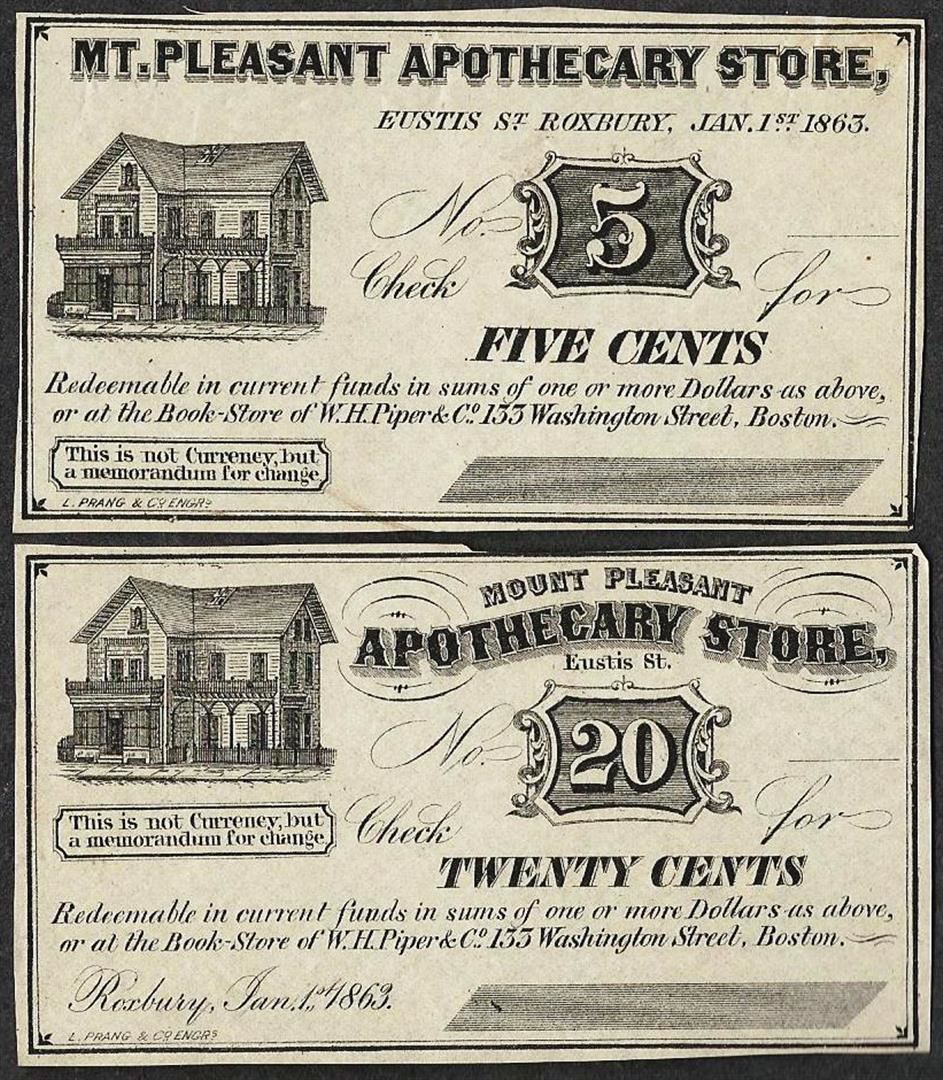 MT. PLEASANT APOTHECARY STORE,
EUSTIS ST. ROXBURY, JAN. 1ST 1863.
No. 5
Check for
FIVE CENTS
Redeemable in current funds in sums of one or more Dollars as above,
or at the Book-Store of W.H. Piper & Co. 133 Washington Street, Boston.
This is not Currency, but
a memorandum for change.
L. PRANG & CO ENGRS
MOUNT PLEASANT
APOTHECARY STORE,
Eustis St.
No. 20
Check for
TWENTY CENTS
This is not Currency, but
a memorandum for change.
Redeemable in current funds in sums of one or more Dollars as above,
or at the Book-Store of W.H. Piper & Co. 133 Washington Street, Boston.
Roxbury, Jan. 1st 1863.
L. PRANG & CO ENGRS